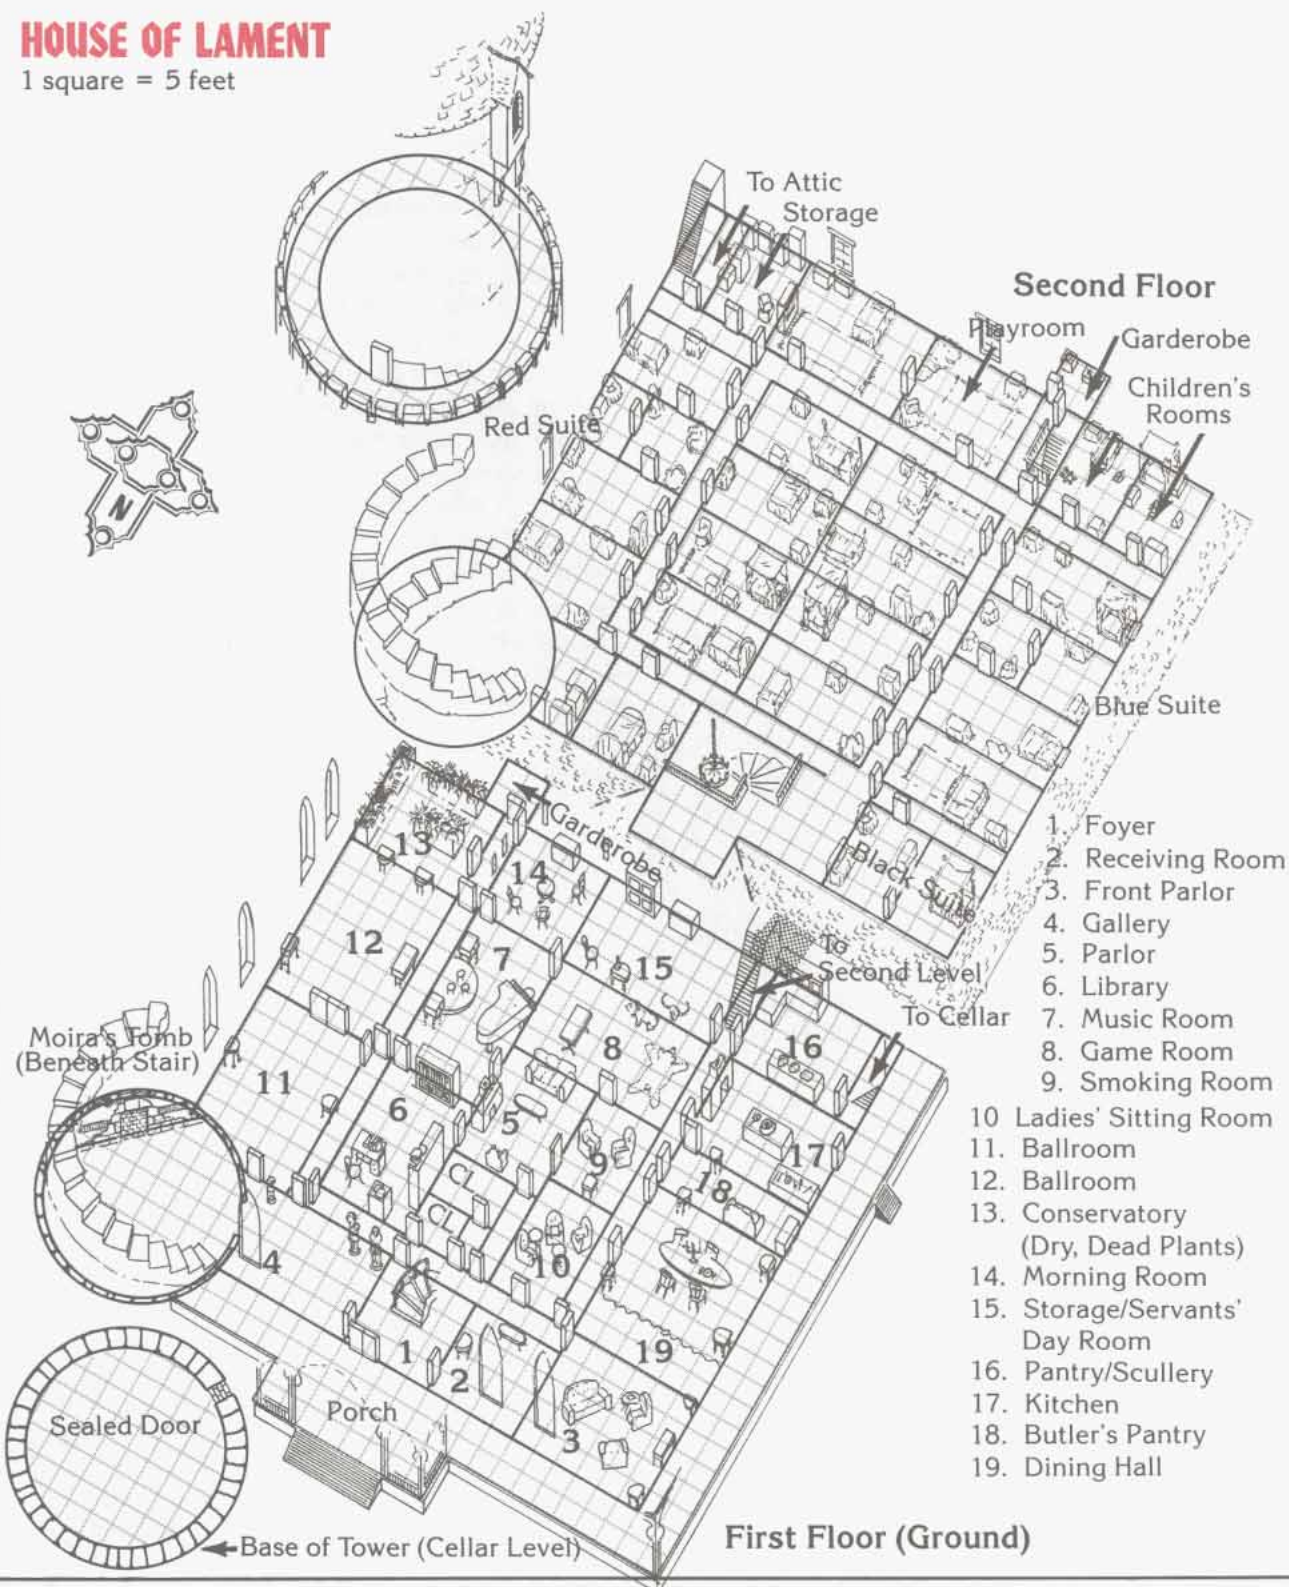 HOUSE OF LAMENT
1 square = 5 feet
To Attic
Storage
Second Floor
Playroom
Garderobe
Children's
Rooms
Red Suite
N
Blue Suite
Black Suite
Garderobe
To
Second Level
To Cellar
Moira's Tomb
(Beneath Stair)
13
14
12
7
15
8
16
11
6
5
9
17
18
CL
CL
10
4
1
2
19
3
Porch
Sealed Door
Base of Tower (Cellar Level)
First Floor (Ground)
1. Foyer
2. Receiving Room
3. Front Parlor
4. Gallery
5. Parlor
6. Library
7. Music Room
8. Game Room
9. Smoking Room
10 Ladies' Sitting Room
11. Ballroom
12. Ballroom
13. Conservatory
(Dry, Dead Plants)
14. Morning Room
15. Storage/Servants'
Day Room
16. Pantry/Scullery
17. Kitchen
18. Butler's Pantry
19. Dining Hall